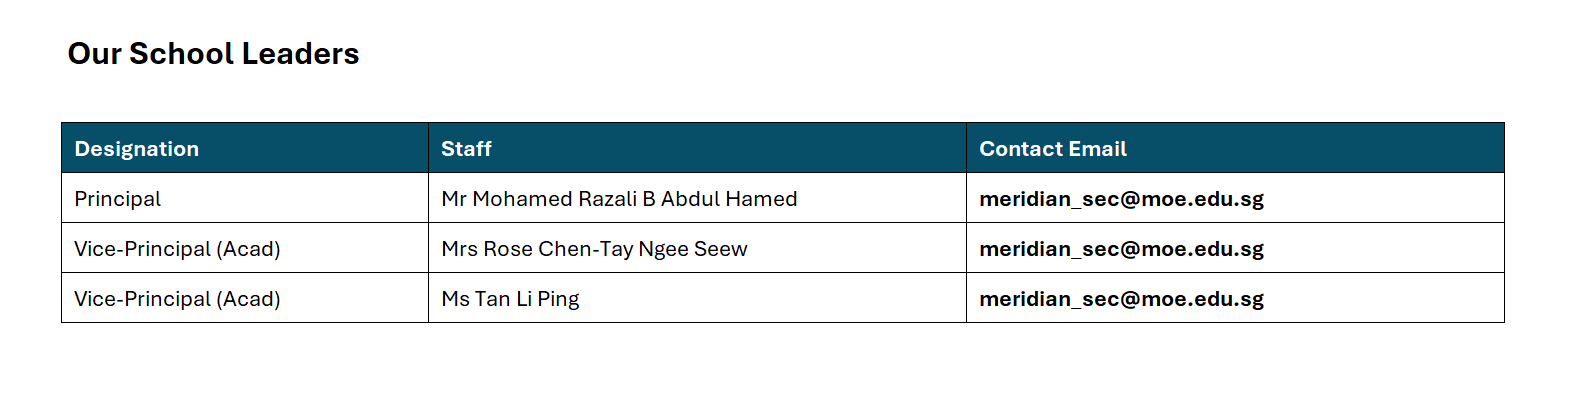 Our School Leaders
Designation Staff Contact Email
Principal Mr Mohamed Razali B Abdul Hamed meridian_sec@moe.edu.sg
Vice-Principal (Acad) Mrs Rose Chen-Tay Ngee Seew meridian_sec@moe.edu.sg
Vice-Principal (Acad) Ms Tan Li Ping meridian_sec@moe.edu.sg